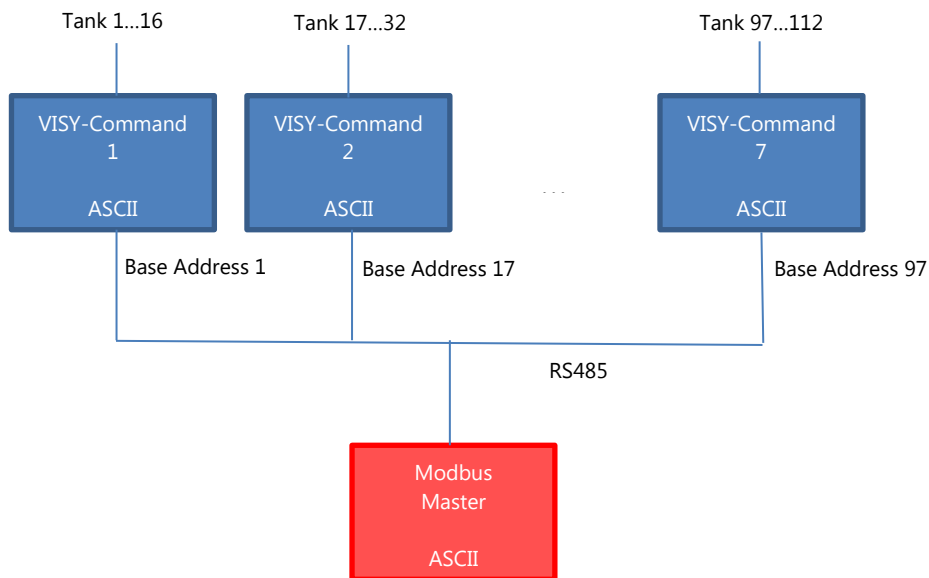 Tank 1...16
Tank 17...32
Tank 97...112
VISY-Command
1
ASCII
VISY-Command
2
ASCII
...
VISY-Command
7
ASCII
Base Address 1
Base Address 17
Base Address 97
RS485
Modbus
Master
ASCII